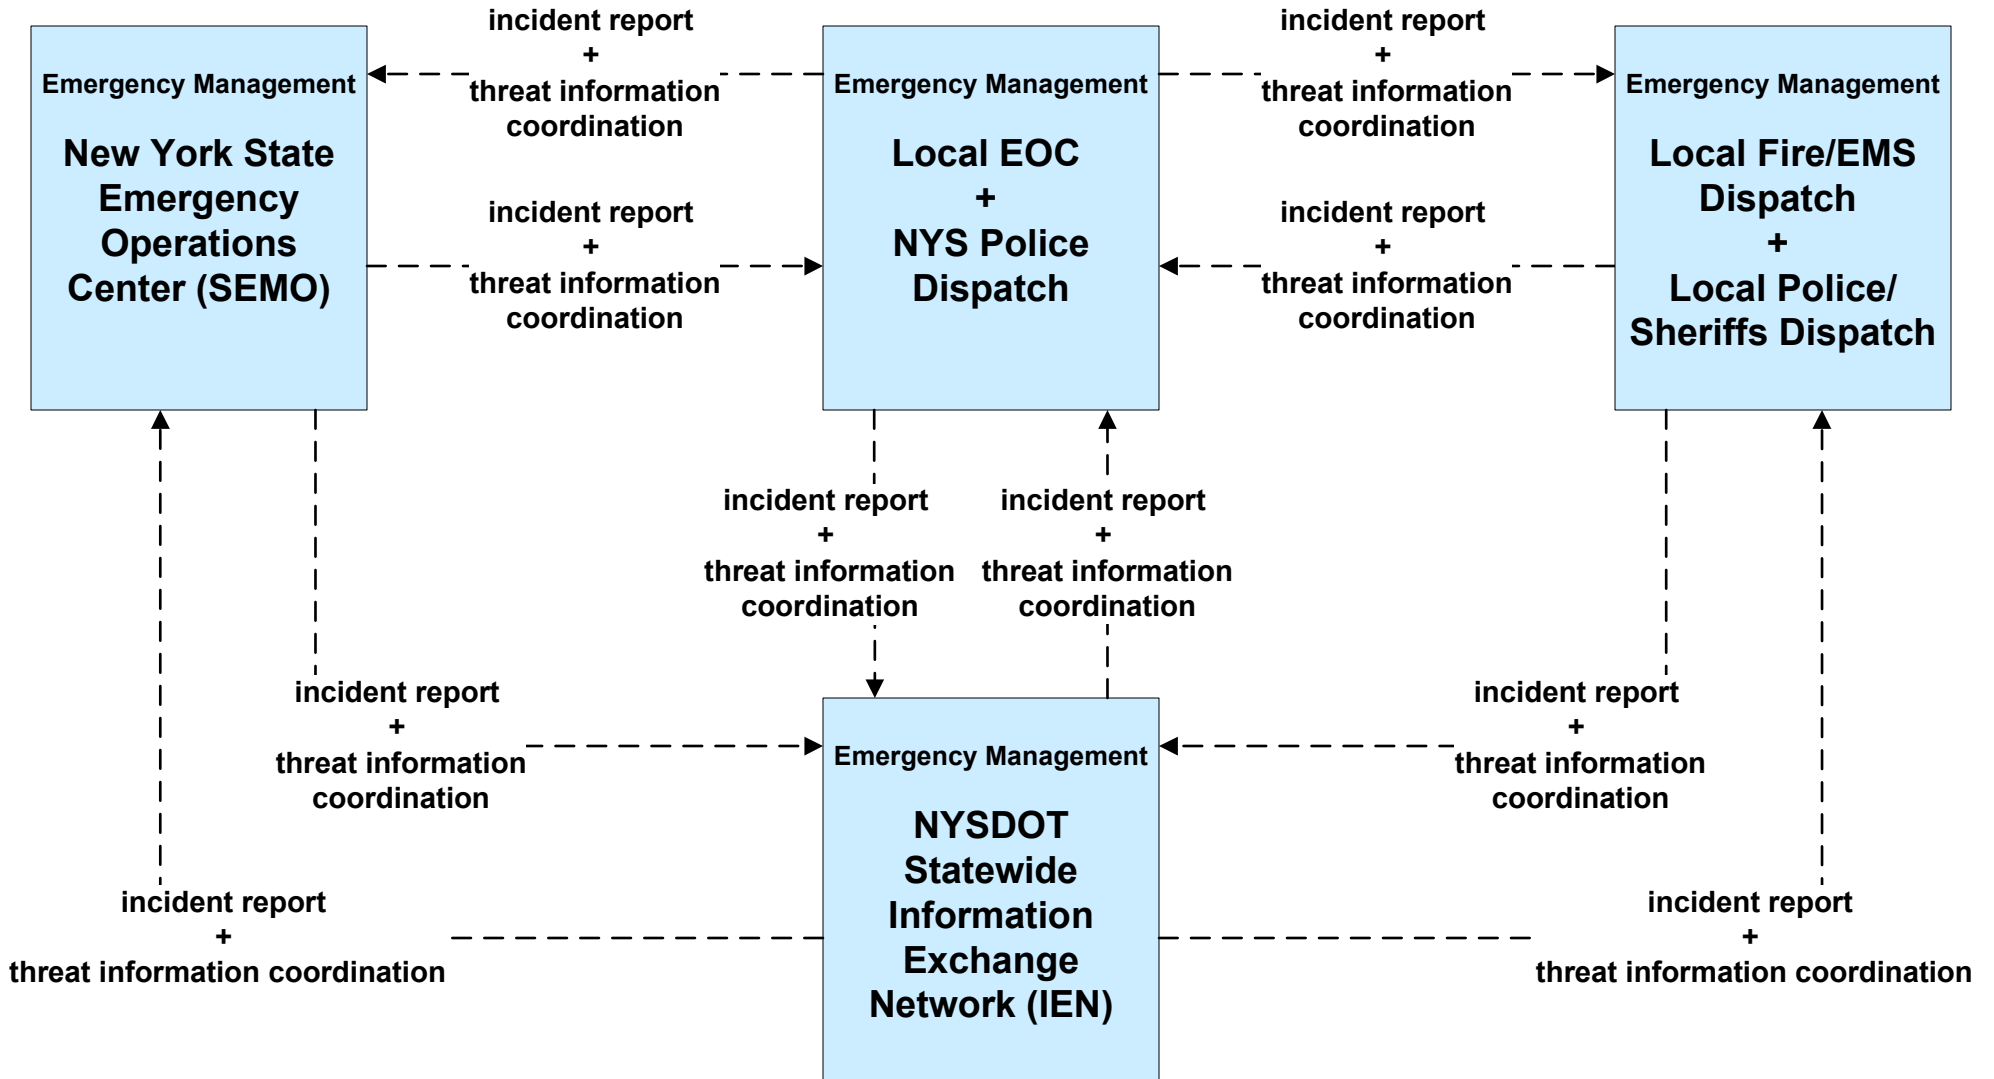 incident report
+
threat information
coordination
incident report
+
threat information
coordination
Emergency Management
New York State
Emergency
Operations
Center (SEMO)
Emergency Management
Local EOC
+
NYS Police
Dispatch
Emergency Management
Local Fire/EMS
Dispatch
+
Local Police/
Sheriffs Dispatch
incident report
+
threat information
coordination
incident report
+
threat information
coordination
incident report
+
threat information
coordination
incident report
+
threat information
coordination
incident report
+
threat information
coordination
incident report
+
threat information
coordination
Emergency Management
NYSDOT
Statewide
Information
Exchange
Network (IEN)
incident report
+
threat information coordination
incident report
+
threat information coordination